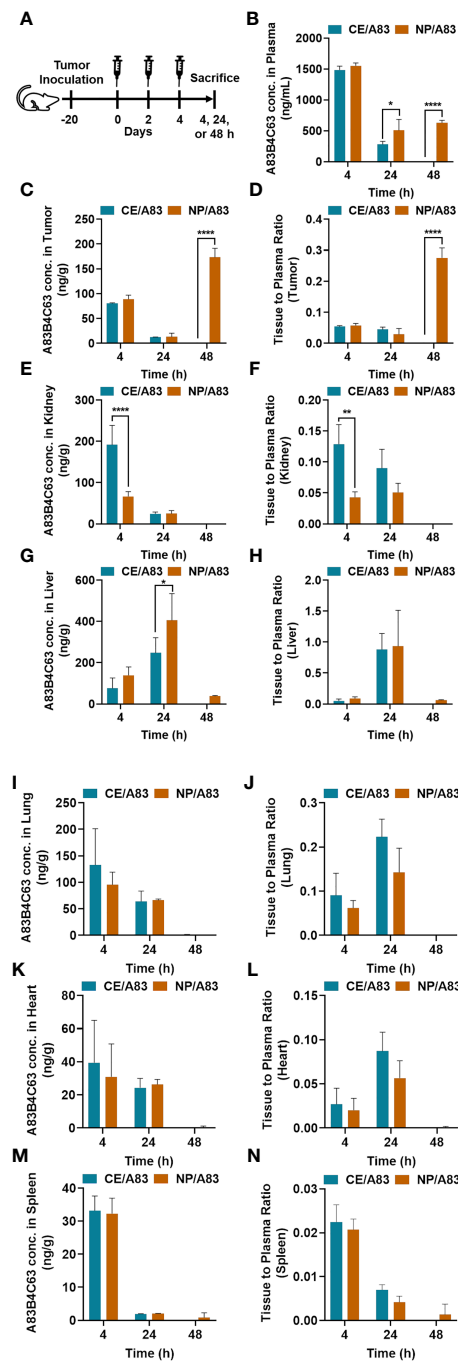 A
Tumor
Inoculation
Sacrifice
-20
0
2
4
4, 24,
or 48 h
Days
B
CE/A83
NP/A83
A83B4C63 conc. in Plasma
(ng/mL)
2000
1500
1000
500
0
*
****
4
24
48
Time (h)
C
CE/A83
NP/A83
A83B4C63 conc. in Tumor
(ng/g)
250
200
150
100
50
0
****
4
24
48
Time (h)
D
CE/A83
NP/A83
Tissue to Plasma Ratio
(Tumor)
0.4
0.3
0.2
0.1
0.0
****
4
24
48
Time (h)
E
CE/A83
NP/A83
A83B4C63 conc. in Kidney
(ng/g)
300
200
100
0
****
4
24
48
Time (h)
F
CE/A83
NP/A83
Tissue to Plasma Ratio
(Kidney)
0.20
0.15
0.10
0.05
0.00
**
4
24
48
Time (h)
G
CE/A83
NP/A83
A83B4C63 conc. in Liver
(ng/g)
600
400
200
0
*
4
24
48
Time (h)
H
CE/A83
NP/A83
Tissue to Plasma Ratio
(Liver)
2.0
1.5
1.0
0.5
0.0
4
24
48
Time (h)
I
CE/A83
NP/A83
A83B4C63 conc. in Lung
(ng/g)
250
200
150
100
50
0
4
24
48
Time (h)
J
CE/A83
NP/A83
Tissue to Plasma Ratio
(Lung)
0.3
0.2
0.1
0.0
4
24
48
Time (h)
K
CE/A83
NP/A83
A83B4C63 conc. in Heart
(ng/g)
80
60
40
20
0
4
24
48
Time (h)
L
CE/A83
NP/A83
Tissue to Plasma Ratio
(Heart)
0.15
0.10
0.05
0.00
4
24
48
Time (h)
M
CE/A83
NP/A83
A83B4C63 conc. in Spleen
(ng/g)
40
30
20
10
0
4
24
48
Time (h)
N
CE/A83
NP/A83
Tissue to Plasma Ratio
(Spleen)
0.03
0.02
0.01
0.00
4
24
48
Time (h)